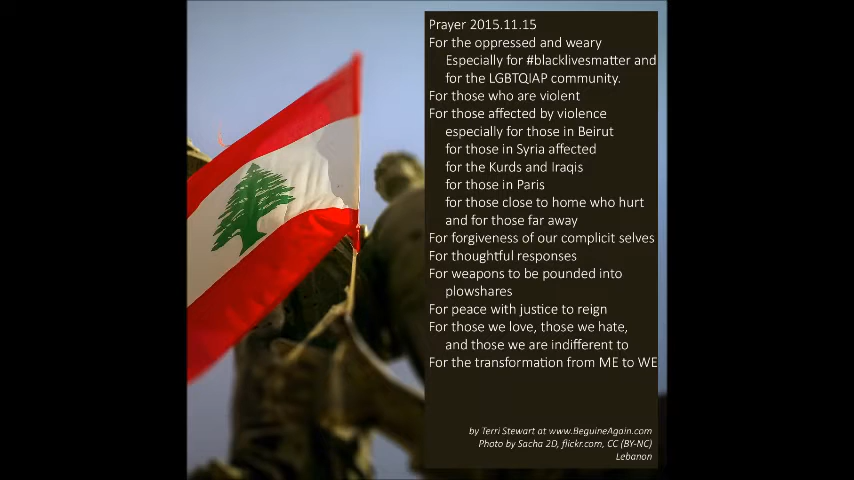 Prayer 2015.11.15
For the oppressed and weary
Especially for #blacklivesmatter and
for the LGBTQIAP community.
For those who are violent
For those affected by violence
especially for those in Beirut
for those in Syria affected
for the Kurds and Iraqis
for those in Paris
for those close to home who hurt
and for those far away
For forgiveness of our complicit selves
For thoughtful responses
For weapons to be pounded into
plowshares
For peace with justice to reign
For those we love, those we hate,
and those we are indifferent to
For the transformation from ME to WE
by Terri Stewart at www.BeguineAgain.com
Photo by Sacha 2D, flickr.com, CC (BY-NC)
Lebanon